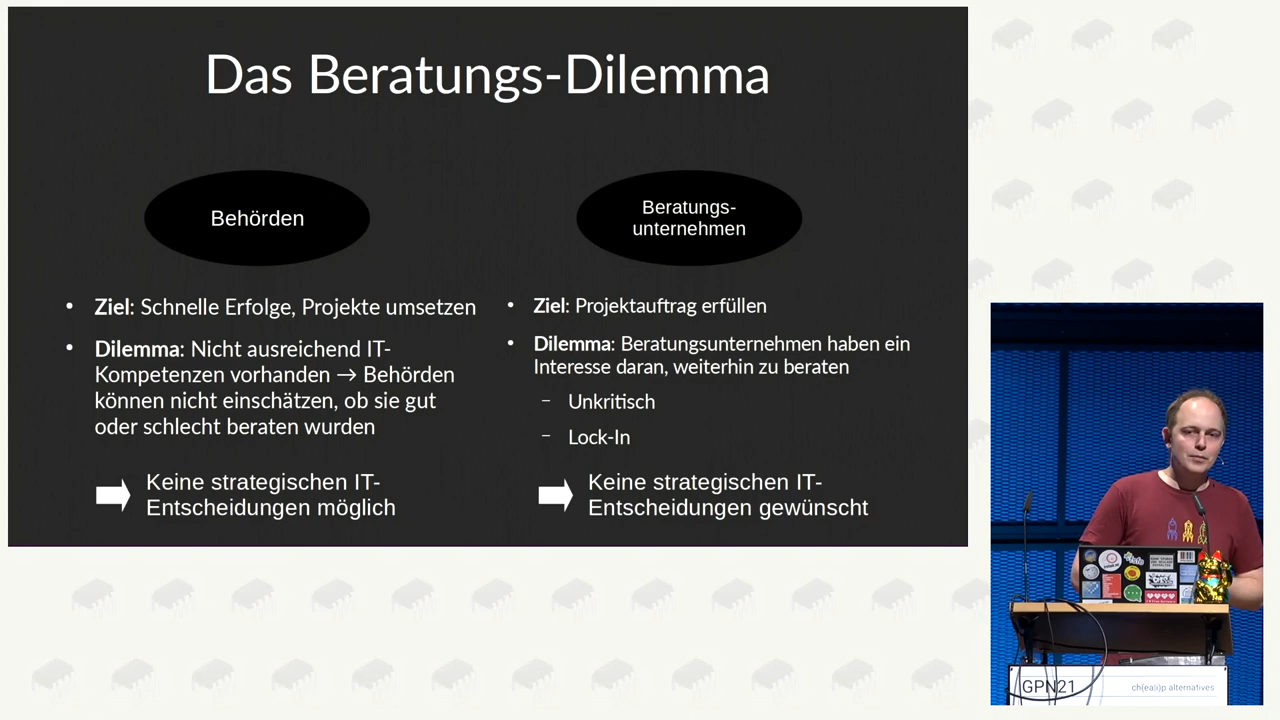 Das Beratungs-Dilemma
Behörden
Beratungs-
unternehmen
• Ziel: Schnelle Erfolge, Projekte umsetzen
• Dilemma: Nicht ausreichend IT-
Kompetenzen vorhanden → Behörden
können nicht einschätzen, ob sie gut
oder schlecht beraten wurden
Keine strategischen IT-
Entscheidungen möglich
• Ziel: Projektauftrag erfüllen
• Dilemma: Beratungsunternehmen haben ein
Interesse daran, weiterhin zu beraten
– Unkritisch
– Lock-In
Keine strategischen IT-
Entscheidungen gewünscht
GPN21
ch(ea)i)p alternatives